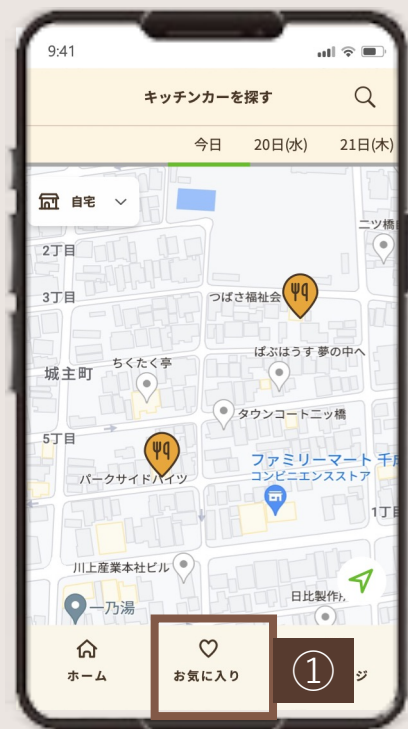 9:41
キッチンカーを探す
今日 20日(水) 21日(木)
自宅
二ツ橋
2丁目
3丁目
つばさ福祉会
ちくたく亭
ぱぶはうす 夢の中へ
城主町
タウンコート二ッ橋
5丁目
ファミリーマート 千成
コンビニエンスストア
パークサイドハイツ
1丁目
川上産業本社ビル
日比製作所
一乃湯
ホーム
お気に入り
①
ジ